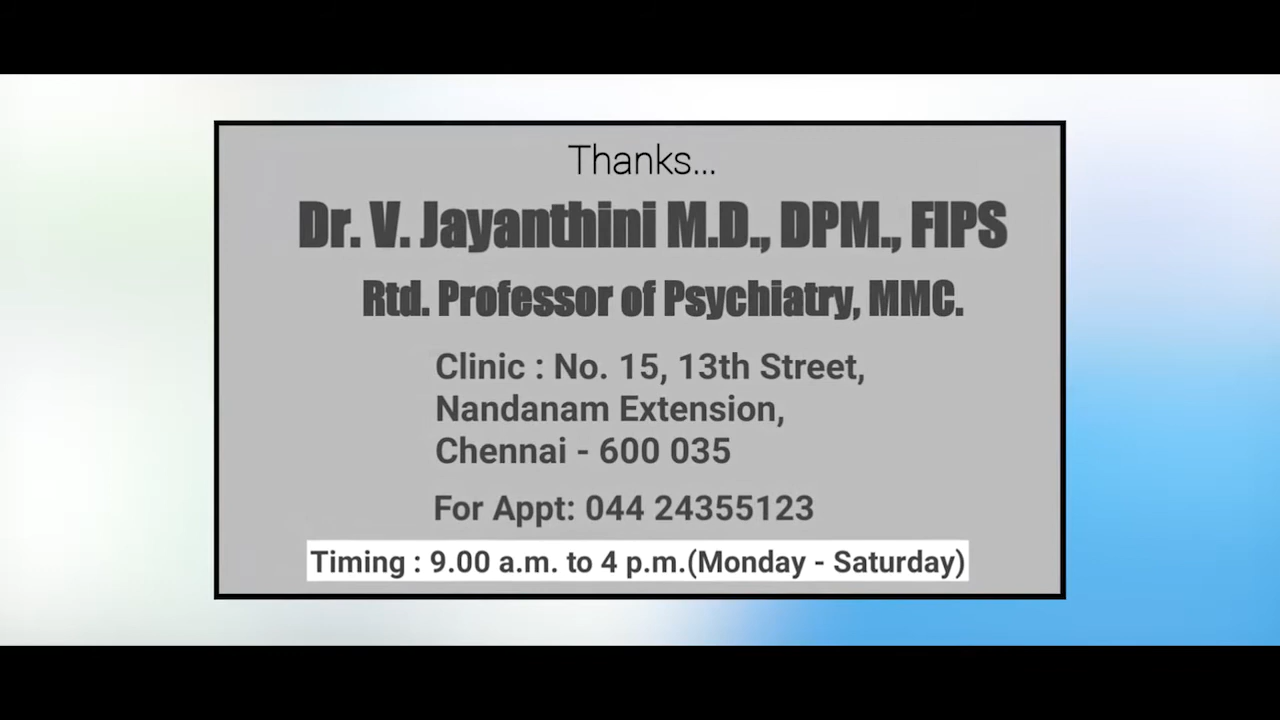 Thanks...
Dr. V. Jayanthini M.D., DPM., FIPS
Rtd. Professor of Psychiatry, MMC.
Clinic : No. 15, 13th Street,
Nandanam Extension,
Chennai - 600 035
For Appt: 044 24355123
Timing : 9.00 a.m. to 4 p.m.(Monday - Saturday)